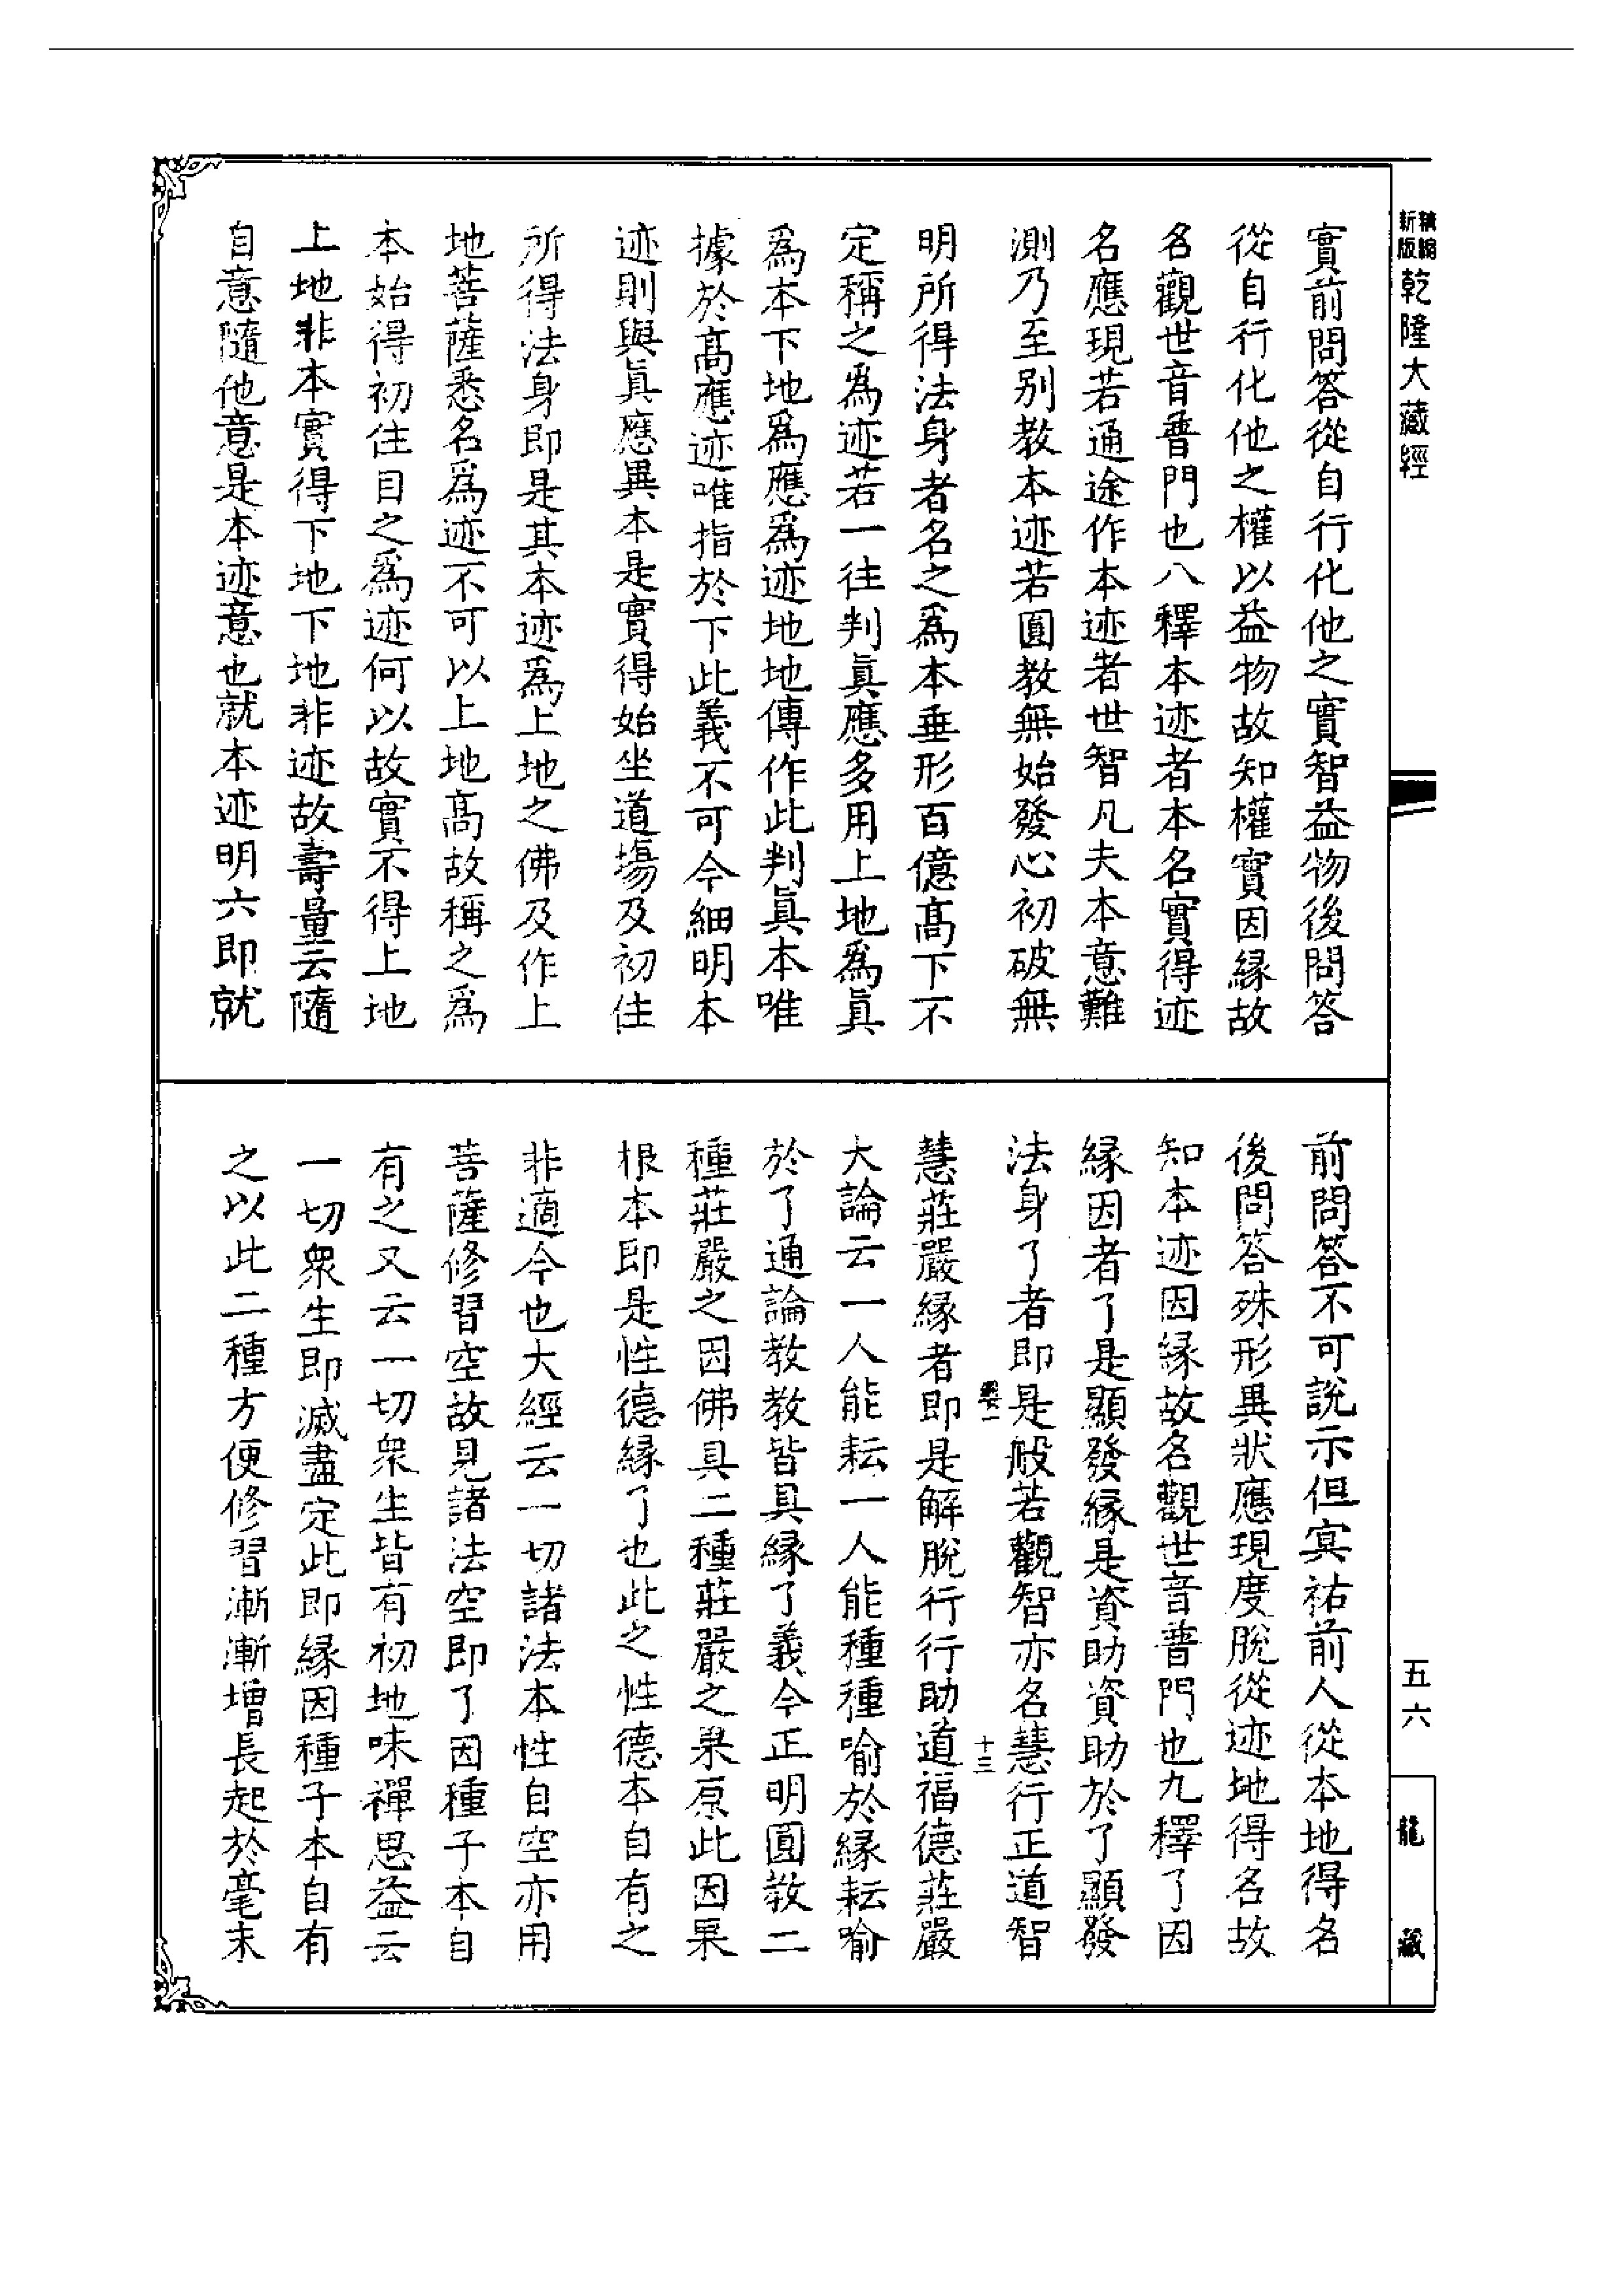 新版精縮乾隆大藏經
實前問答從自行化他之實智益物後問答
從自行化他之權以益物故知權實因緣故
名觀世音普門也八釋本迹者本名實得迹
名應現若通途作本迹者世智凡夫本意難
測乃至別教本迹若圓教無始發心初破無
明所得法身者名之爲本垂形百億高下不
定稱之爲迹若一往判眞應多用上地爲眞
爲本下地爲應爲迹地地傳作此判眞本唯
據於高應迹唯指於下此義不可今細明本
迹則與眞應異本是實得始坐道塲及初住
所得法身即是其本迹爲上地之佛及作上
地菩薩悉名爲迹不可以上地高故稱之爲
本始得初住目之爲迹何以故實不得上地
上地非本實得下地下地非迹故壽量云隨
自意隨他意是本迹意也就本迹明六即就
前問答不可說示但寞祐前人從本地得名
後問答殊形異狀應現度脫從迹地得名故
知本迹因緣故名觀世音普門也九釋了因
緣因者了是顯發緣是資助資助於了顯發
法身了者即是般若觀智亦名慧行正道智
十三
慧莊嚴緣者即是解脫行行助道福德莊嚴
大論云一人能耘一人能種種喻於緣耘喻
於了通論教教皆具緣了義今正明圓教二
種莊嚴之因佛具二種莊嚴之果原此因果
根本即是性德緣了也此之性德本自有之
非適今也大經云一切諸法本性自空亦用
菩薩修習空故見諸法空即了因種子本自
有之又云一切衆生皆有初地味禪思益云
一切衆生即滅盡定此即緣因種子本自有
之以此二種方便修習漸漸增長起於毫末
五六
龍藏